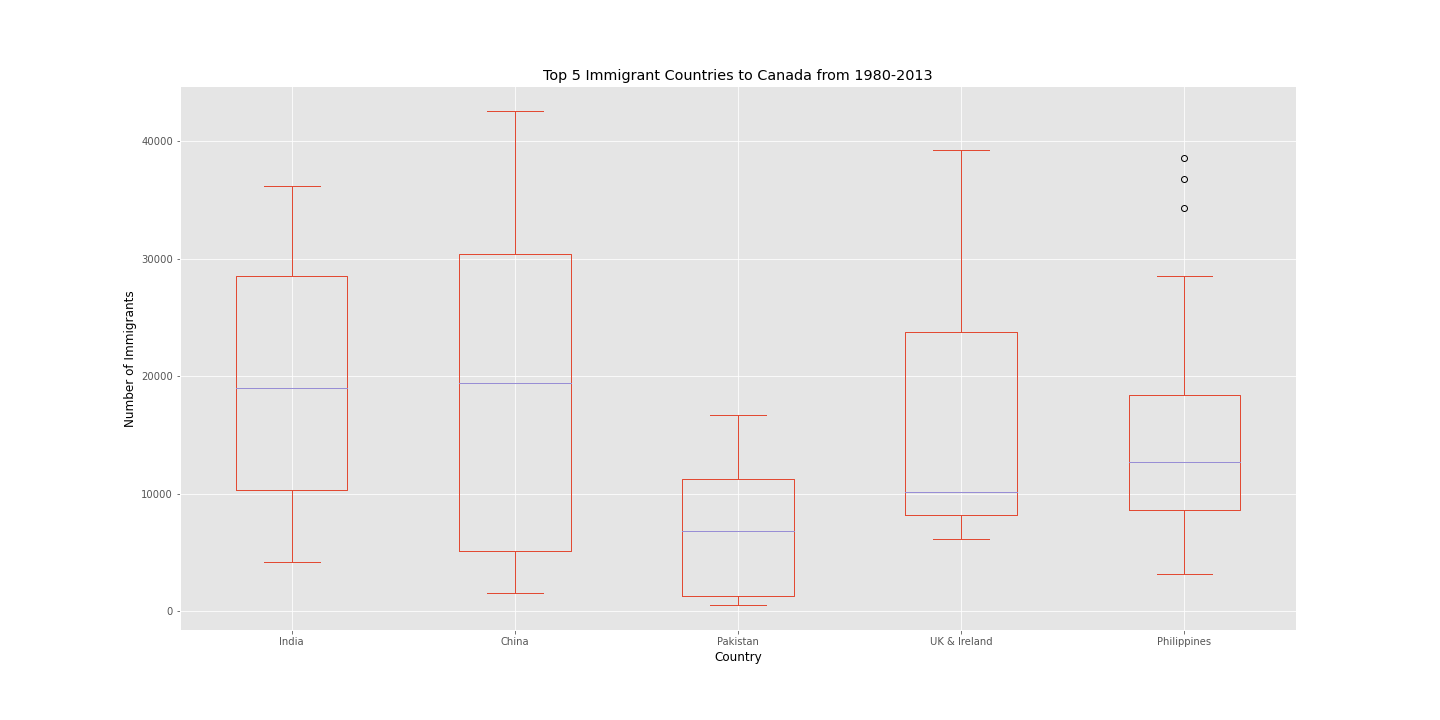 Top 5 Immigrant Countries to Canada from 1980-2013
Number of Immigrants
40000
30000
20000
10000
0
India China Pakistan UK & Ireland Philippines
Country